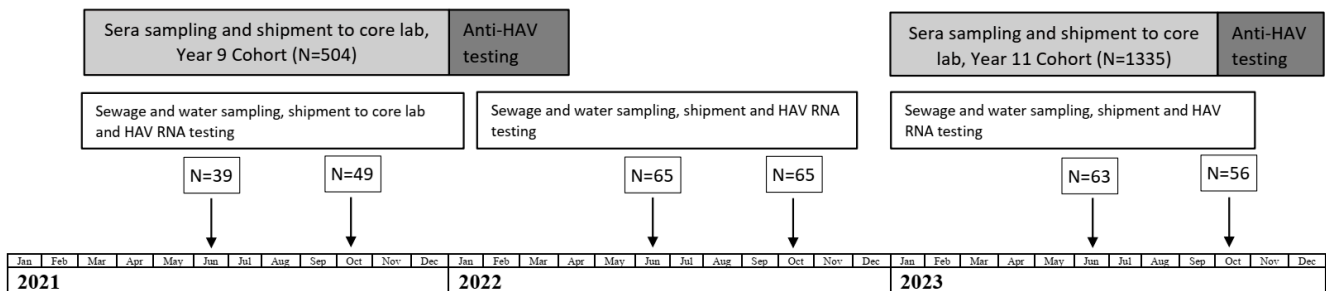 Sera sampling and shipment to core lab,
Year 9 Cohort (N=504)
Anti-HAV
testing
Sera sampling and shipment to core
lab, Year 11 Cohort (N=1335)
Anti-HAV
testing
Sewage and water sampling, shipment to core lab
and HAV RNA testing
Sewage and water sampling, shipment and HAV RNA
testing
Sewage and water sampling, shipment and HAV
RNA testing
N=39
N=49
N=65
N=65
N=63
N=56
Jan Feb Mar Apr May Jun Jul Aug Sep Oct Nov Dec Jan Feb Mar Apr May Jun Jul Aug Sep Oct Nov Dec Jan Feb Mar Apr May Jun Jul Aug Sep Oct Nov Dec
2021 2022 2023